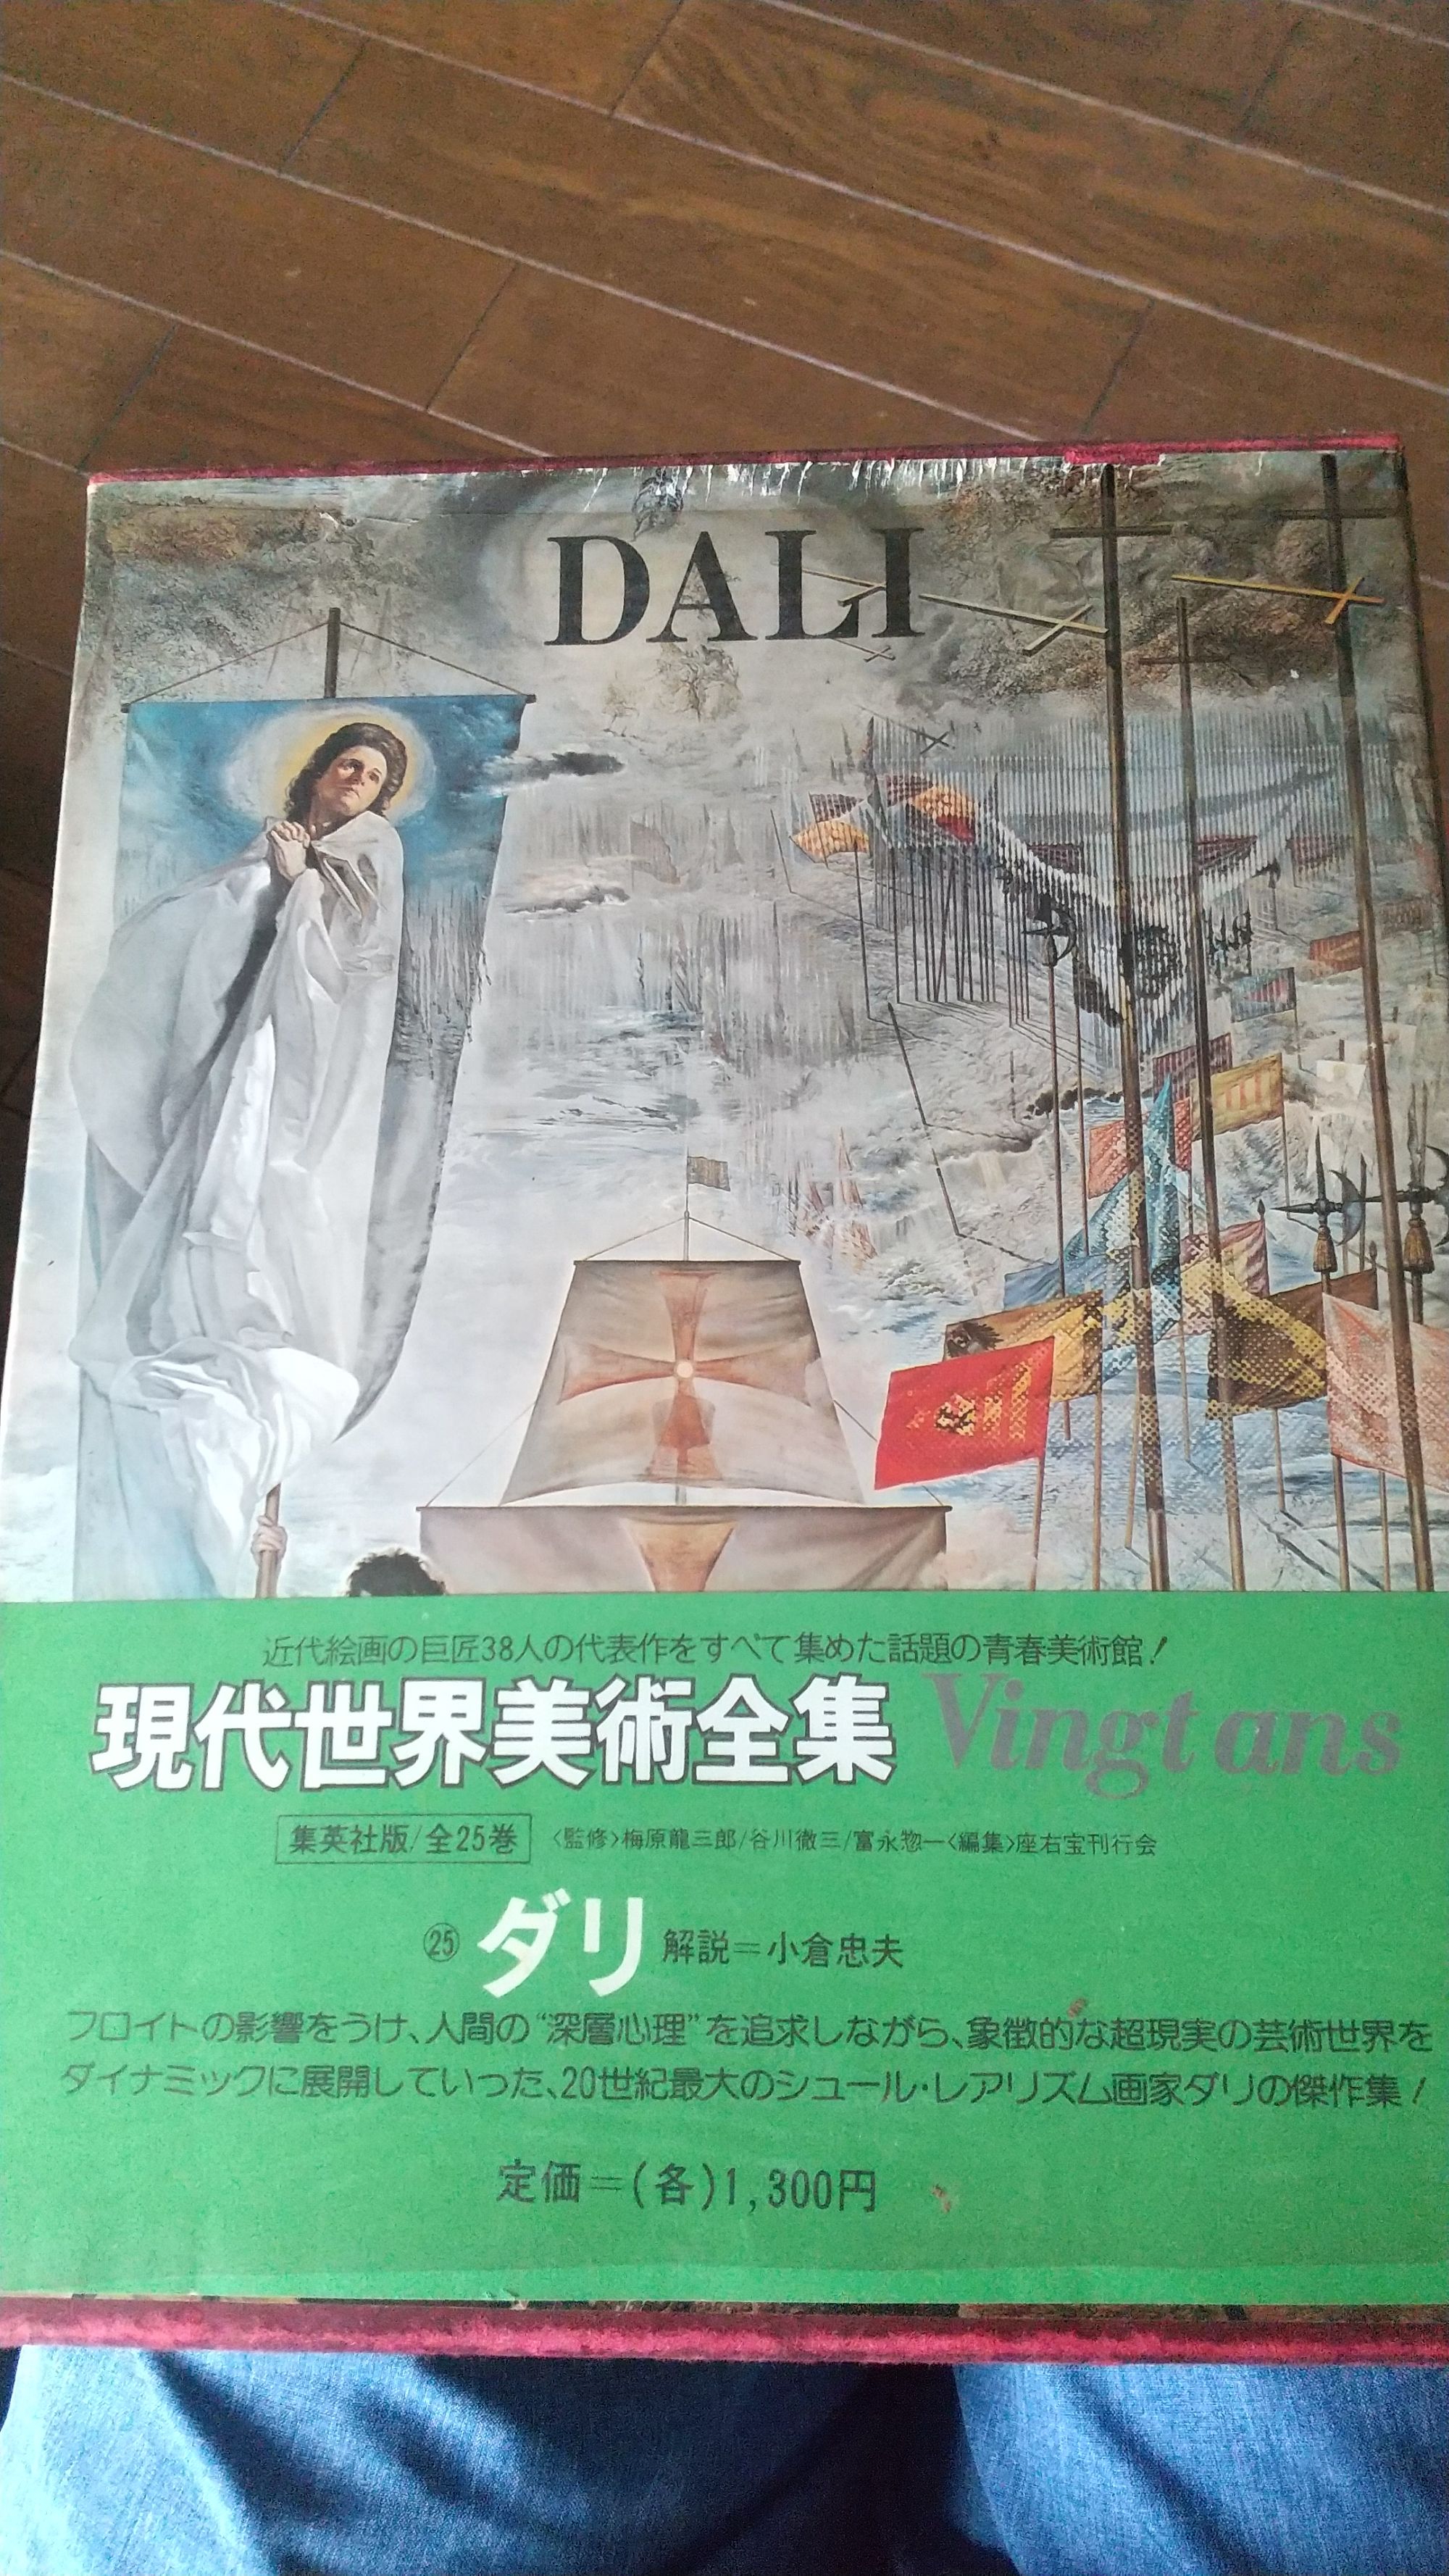 DALI
近代絵画の巨匠38人の代表作をすべて集めた話題の青春美術館!
現代世界美術全集 Vingt ans
集英社版/全25巻 〈監修〉梅原龍三郎/谷川徹三/富永惣一〈編集〉座右宝刊行会
㉕ ダリ 解説=小倉忠夫
フロイトの影響をうけ、人間の“深層心理”を追求しながら、象徴的な超現実の芸術世界を
ダイナミックに展開していった、20世紀最大のシュール・レアリズム画家ダリの傑作集!
定価=(各)1,300円